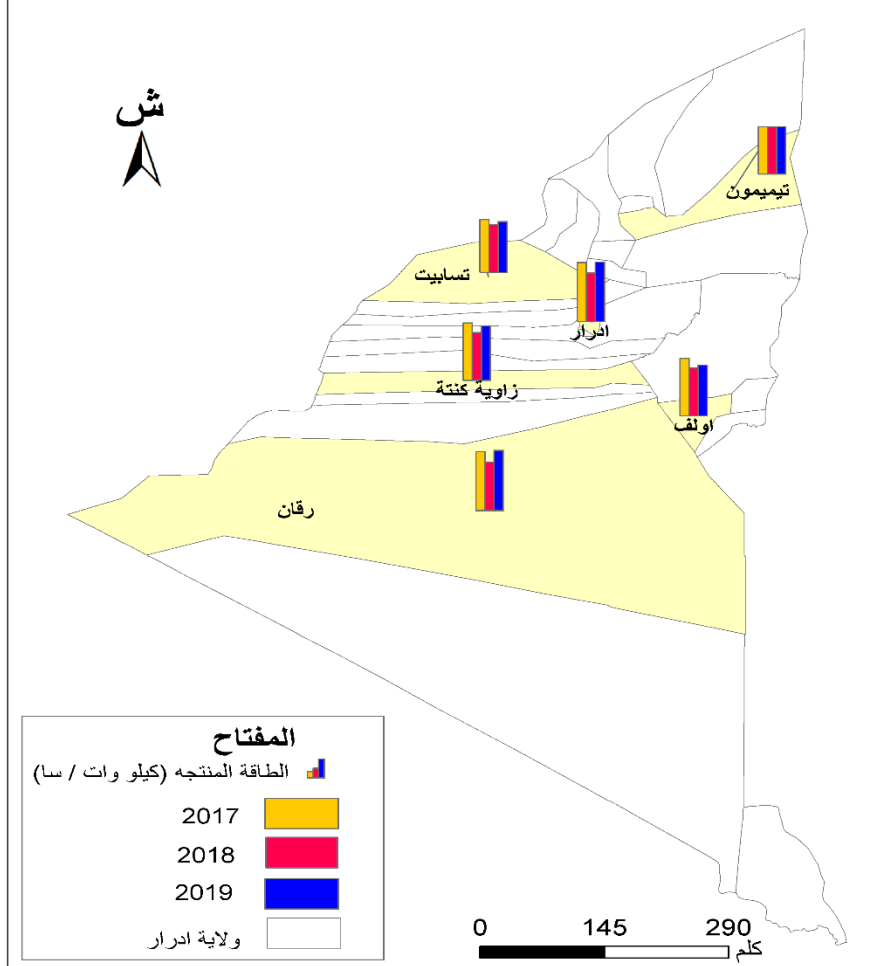 ش
تيميمون
تسابيت
ادرار
زاوية كنتة
اولف
رقان
المفتاح
الطاقة المنتجه (كيلو وات / سا)
2017
2018
2019
ولاية ادرار
0 145 290
كلم